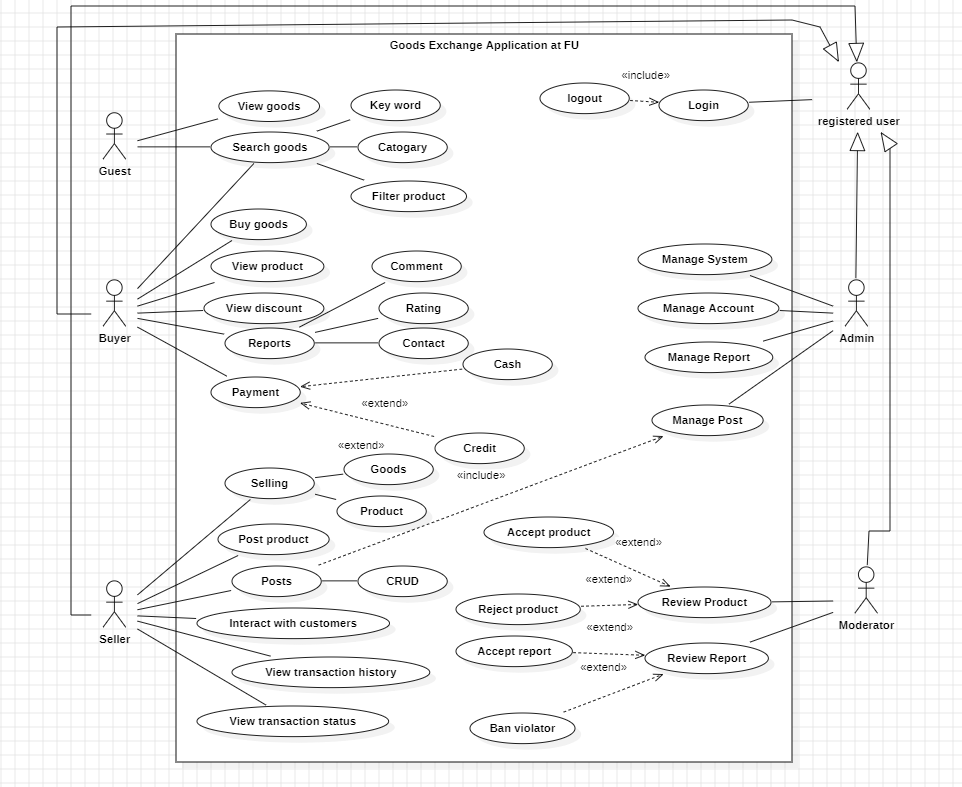 Goods Exchange Application at FU
«include»
View goods
Key word
logout
Login
registered user
Guest
Search goods
Catogary
Filter product
Buy goods
View product
Comment
Manage System
View discount
Rating
Manage Account
Buyer
Reports
Contact
Admin
Manage Report
Cash
Payment
«extend»
Manage Post
«extend»
Credit
Goods
«include»
Selling
Product
Accept product
Post product
«extend»
Posts
CRUD
«extend»
Review Product
Reject product
Interact with customers
«extend»
Moderator
Seller
Accept report
Review Report
«extend»
View transaction history
View transaction status
Ban violator